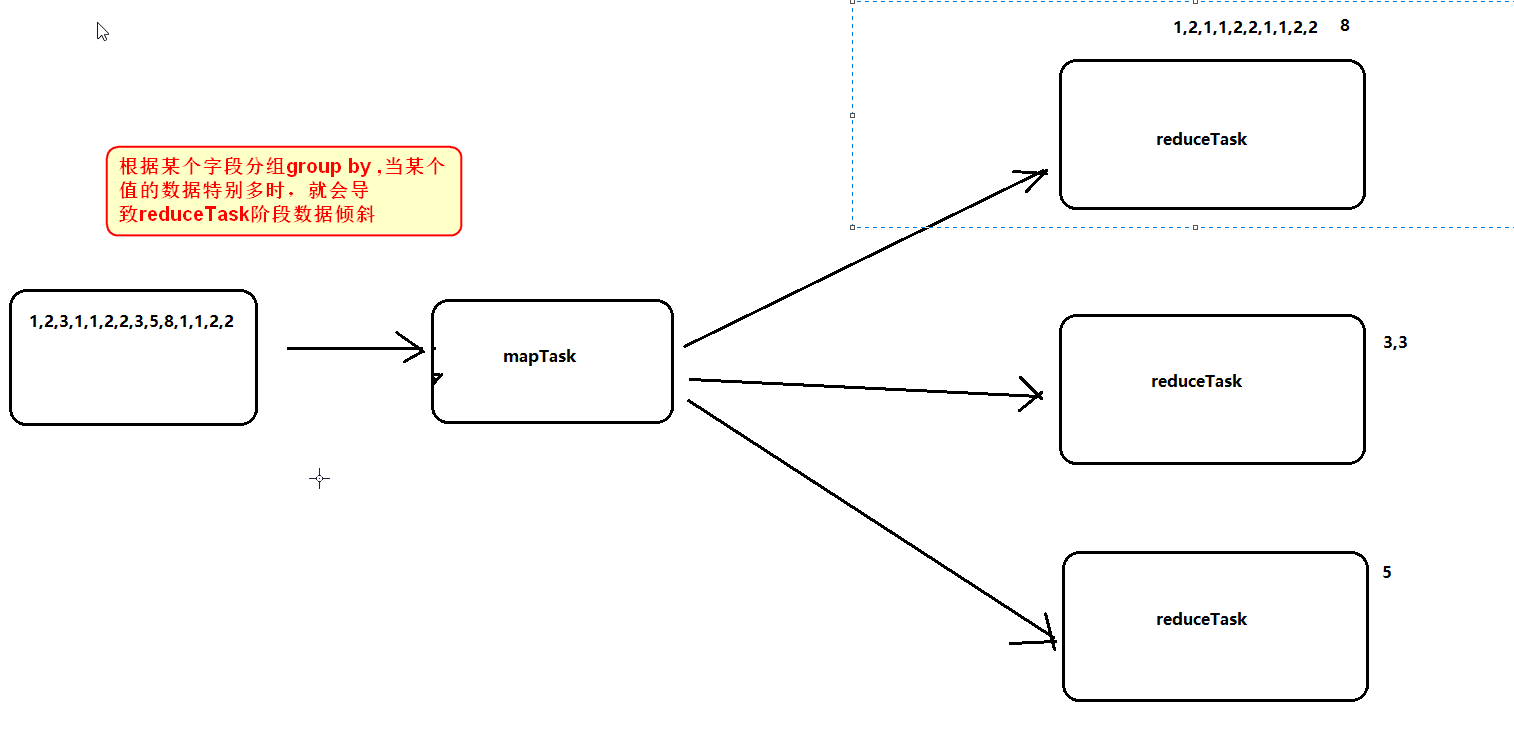 1,2,1,1,2,2,1,1,2,2 8
reduceTask
根据某个字段分组group by ,当某个
值的数据特别多时，就会导
致reduceTask阶段数据倾斜
1,2,3,1,1,2,2,3,5,8,1,1,2,2
mapTask
3,3
reduceTask
5
reduceTask